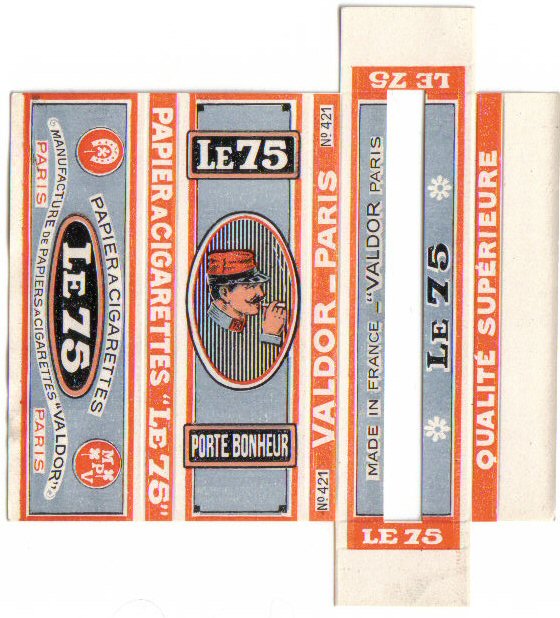 PAPIER A CIGARETTES
LE 75
MANUFACTURE DE PAPIERS A CIGARETTES "VALDOR"
PARIS
PARIS
M P V
PAPIER A CIGARETTES "LE 75"
LE 75
PORTE BONHEUR
Nº 421
VALDOR _ PARIS
Nº 421
LE 75
MADE IN FRANCE _ "VALDOR PARIS
LE 75
LE 75
QUALITÉ SUPÉRIEURE